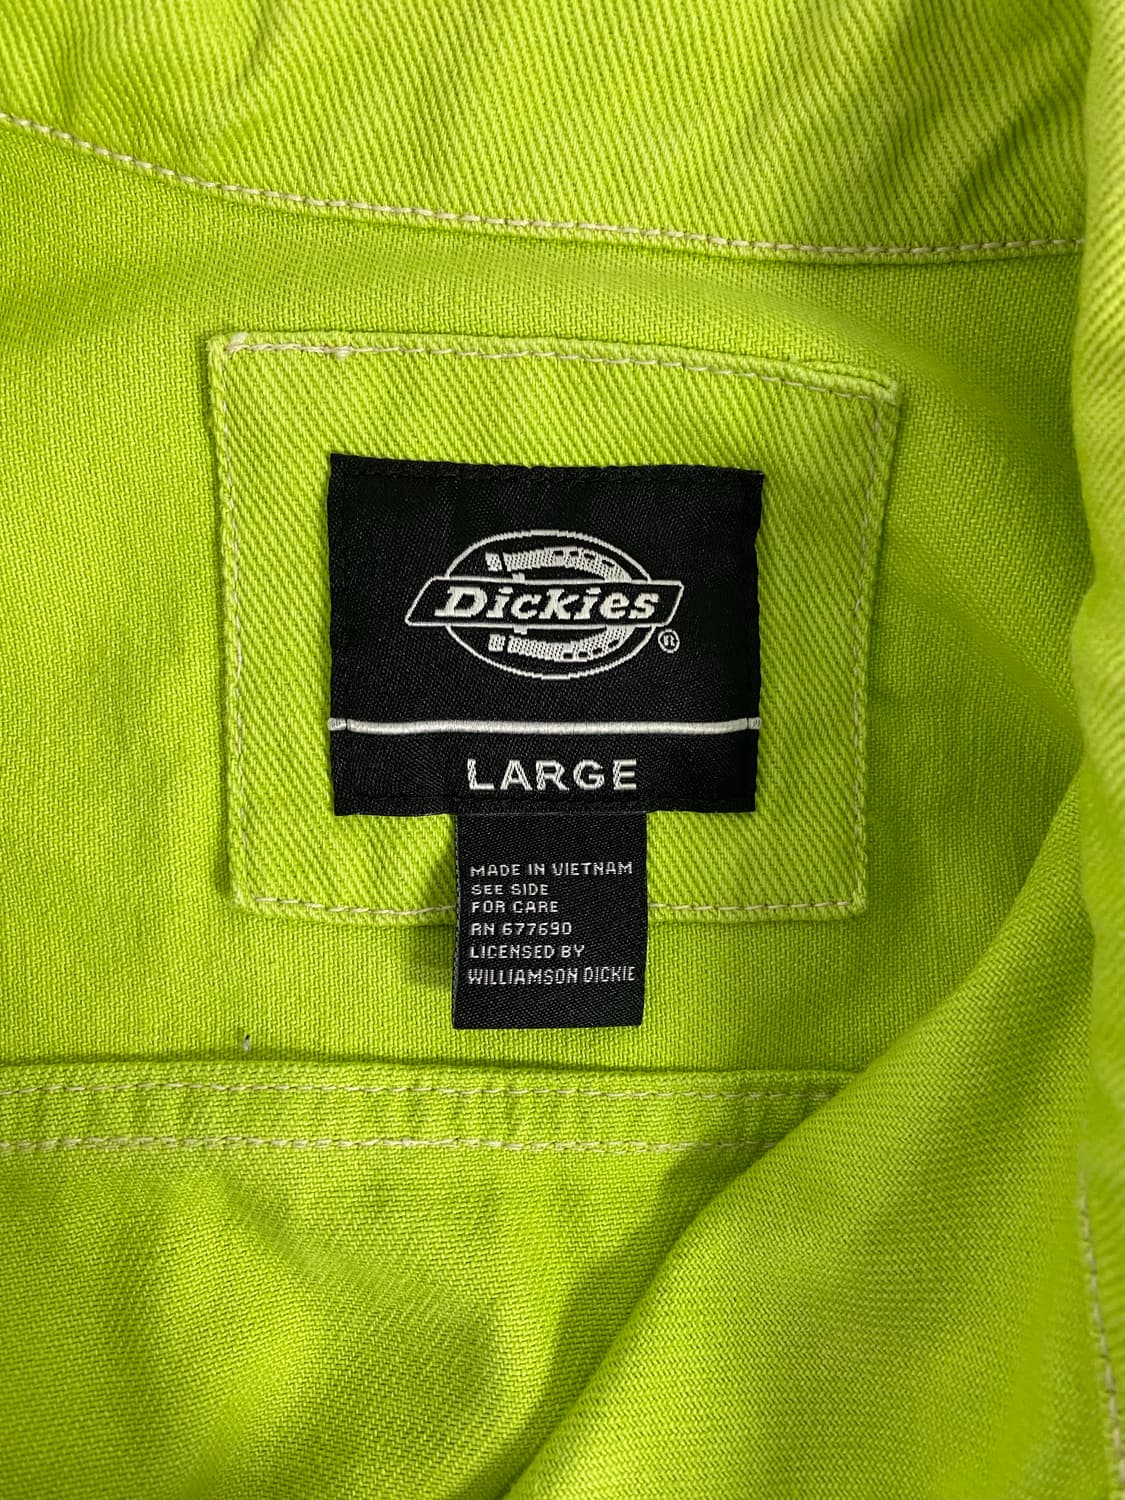 Dickies®
LARGE
MADE IN VIETNAM
SEE SIDE
FOR CARE
RN 677690
LICENSED BY
WILLIAMSON DICKIE